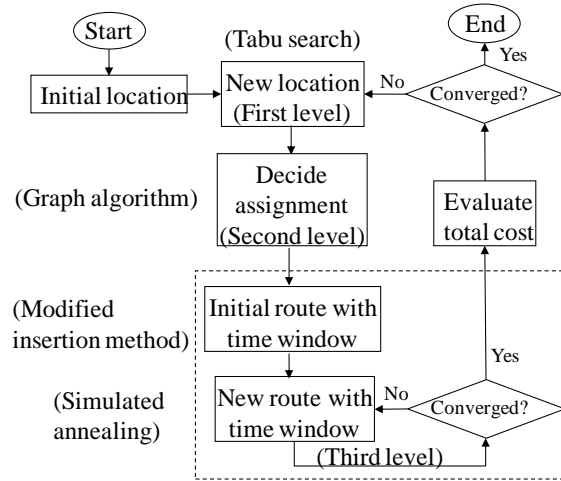 Start
End
(Tabu search)
Yes
Initial location
New location
(First level)
No
Converged?
(Graph algorithm)
Decide
assignment
(Second level)
Evaluate
total cost
(Modified
insertion method)
Initial route with
time window
Yes
(Simulated
annealing)
New route with
time window
No
Converged?
(Third level)